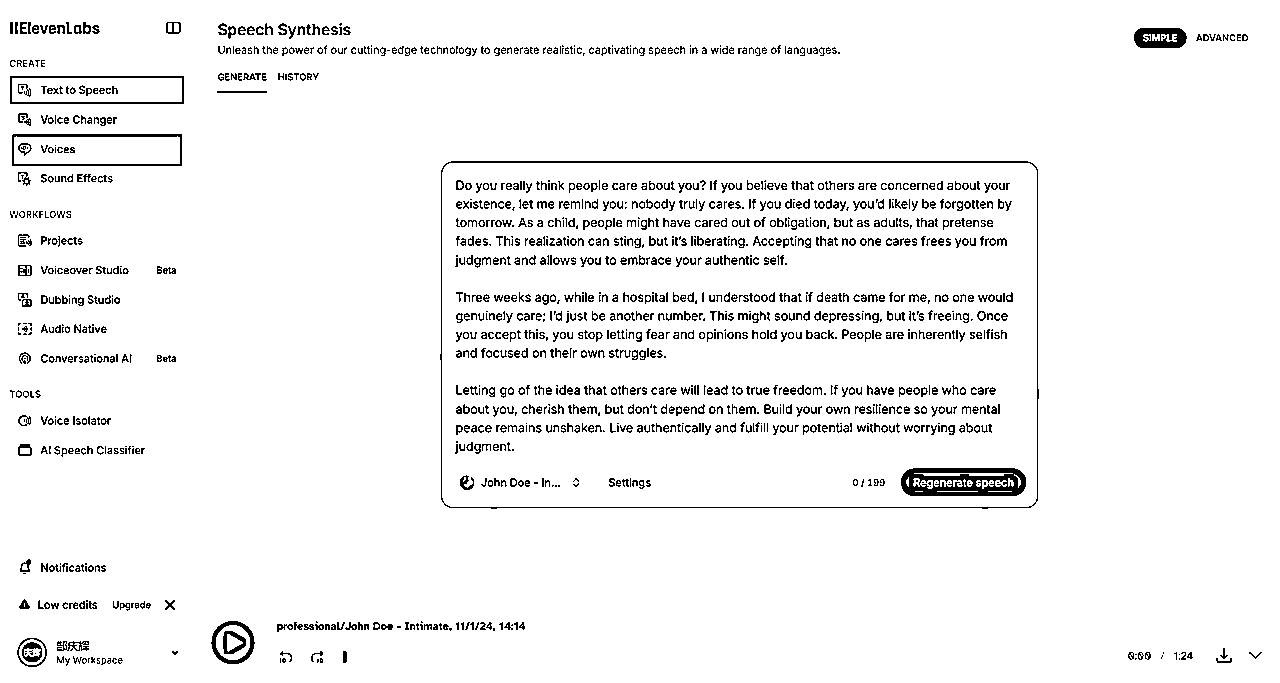 IIElevenLabs
CREATE
Text to Speech
Voice Changer
Voices
Sound Effects
WORKFLOWS
Projects
Voiceover Studio Beta
Dubbing Studio
Audio Native
Conversational AI Beta
TOOLS
Voice Isolator
AI Speech Classifier
Notifications
Low credits Upgrade
郜庆辉
My Workspace
Speech Synthesis
Unleash the power of our cutting-edge technology to generate realistic, captivating speech in a wide range of languages.
SIMPLE ADVANCED
GENERATE HISTORY
Do you really think people care about you? If you believe that others are concerned about your
existence, let me remind you: nobody truly cares. If you died today, you'd likely be forgotten by
tomorrow. As a child, people might have cared out of obligation, but as adults, that pretense
fades. This realization can sting, but it's liberating. Accepting that no one cares frees you from
judgment and allows you to embrace your authentic self.
Three weeks ago, while in a hospital bed, I understood that if death came for me, no one would
genuinely care; I'd just be another number. This might sound depressing, but it's freeing. Once
you accept this, you stop letting fear and opinions hold you back. People are inherently selfish
and focused on their own struggles.
Letting go of the idea that others care will lead to true freedom. If you have people who care
about you, cherish them, but don't depend on them. Build your own resilience so your mental
peace remains unshaken. Live authentically and fulfill your potential without worrying about
judgment.
John Doe - In... Settings 0 / 199 Regenerate speech
professional/John Doe - Intimate, 11/1/24, 14:14
0:00 / 1:24